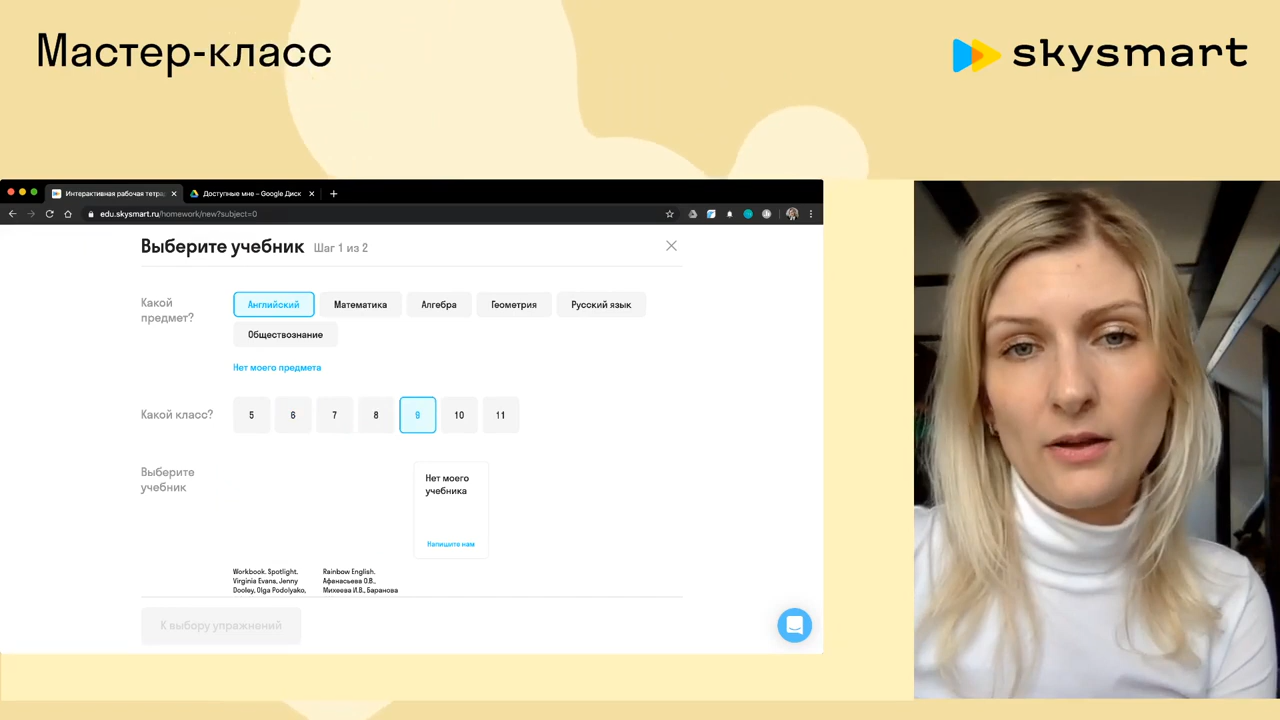 Мастер-класс
skysmart
Интерактивная рабочая тетра
Доступные мне – Google Диск
edu.skysmart.ru/homework/new?subject=0
Выберите учебник Шаг 1 из 2
Какой предмет?
Английский Математика Алгебра Геометрия Русский язык
Обществознание
Нет моего предмета
Какой класс? 5 6 7 8 9 10 11
Выберите учебник
Нет моего
учебника
Напишите нам
Workbook. Spotlight.
Virginia Evans, Jenny
Dooley, Olga Podolyako,
Rainbow English.
Афанасьева О.В.,
Михеева И.В., Баранова
К выбору упражнений